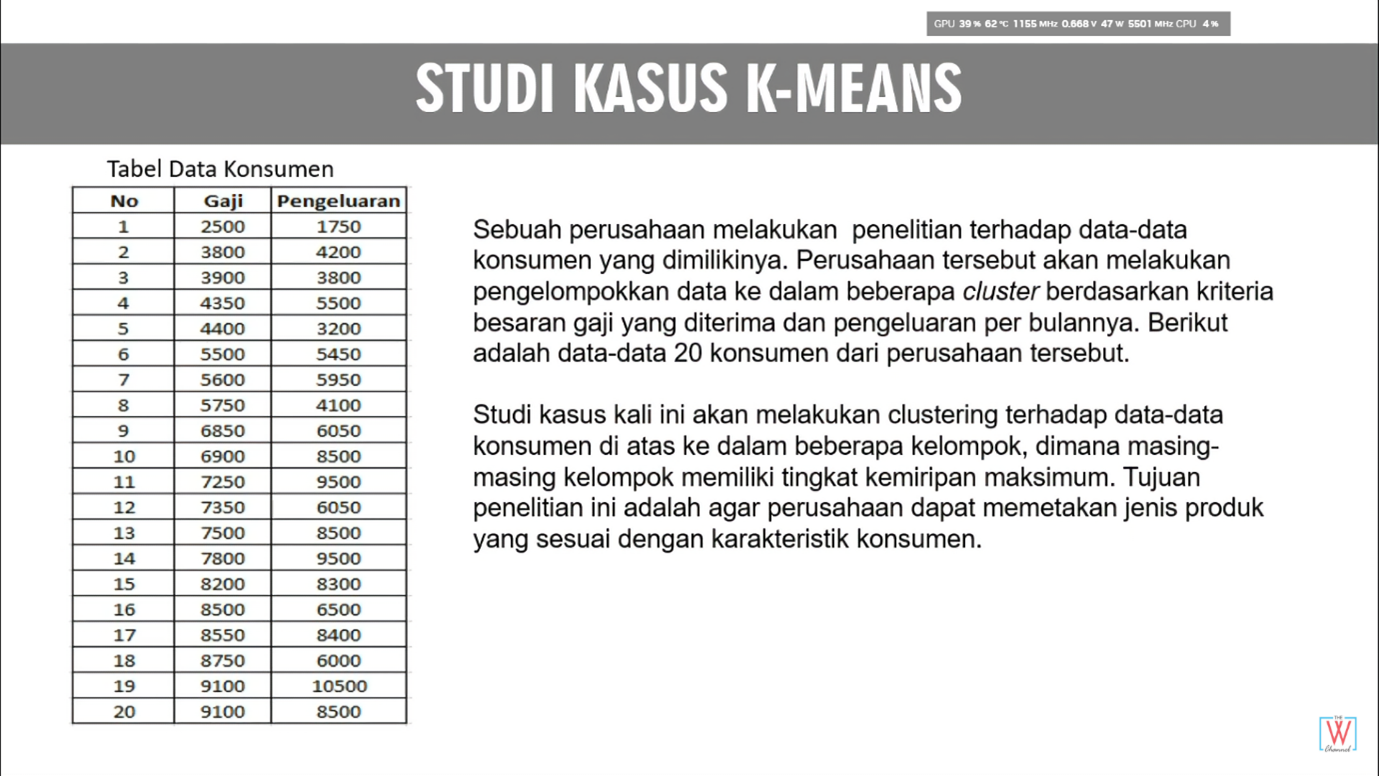 GPU 39 % 62 °C 1155 MHz 0.668 V 47 W 5501 MHz CPU 4 %
STUDI KASUS K-MEANS
Tabel Data Konsumen
No Gaji Pengeluaran
1 2500 1750
2 3800 4200
3 3900 3800
4 4350 5500
5 4400 3200
6 5500 5450
7 5600 5950
8 5750 4100
9 6850 6050
10 6900 8500
11 7250 9500
12 7350 6050
13 7500 8500
14 7800 9500
15 8200 8300
16 8500 6500
17 8550 8400
18 8750 6000
19 9100 10500
20 9100 8500
Sebuah perusahaan melakukan penelitian terhadap data-data
konsumen yang dimilikinya. Perusahaan tersebut akan melakukan
pengelompokkan data ke dalam beberapa cluster berdasarkan kriteria
besaran gaji yang diterima dan pengeluaran per bulannya. Berikut
adalah data-data 20 konsumen dari perusahaan tersebut.
Studi kasus kali ini akan melakukan clustering terhadap data-data
konsumen di atas ke dalam beberapa kelompok, dimana masing-
masing kelompok memiliki tingkat kemiripan maksimum. Tujuan
penelitian ini adalah agar perusahaan dapat memetakan jenis produk
yang sesuai dengan karakteristik konsumen.
THE
W
Channel